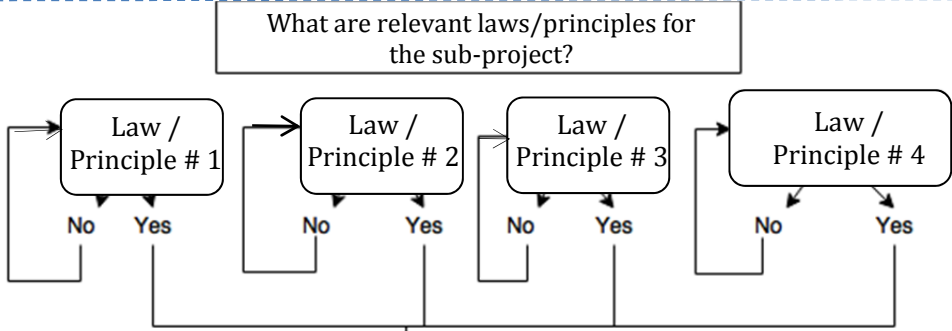 What are relevant laws/principles for
the sub-project?
Law /
Principle # 1
Law /
Principle # 2
Law /
Principle # 3
Law /
Principle # 4
No Yes
No Yes
No Yes
No Yes